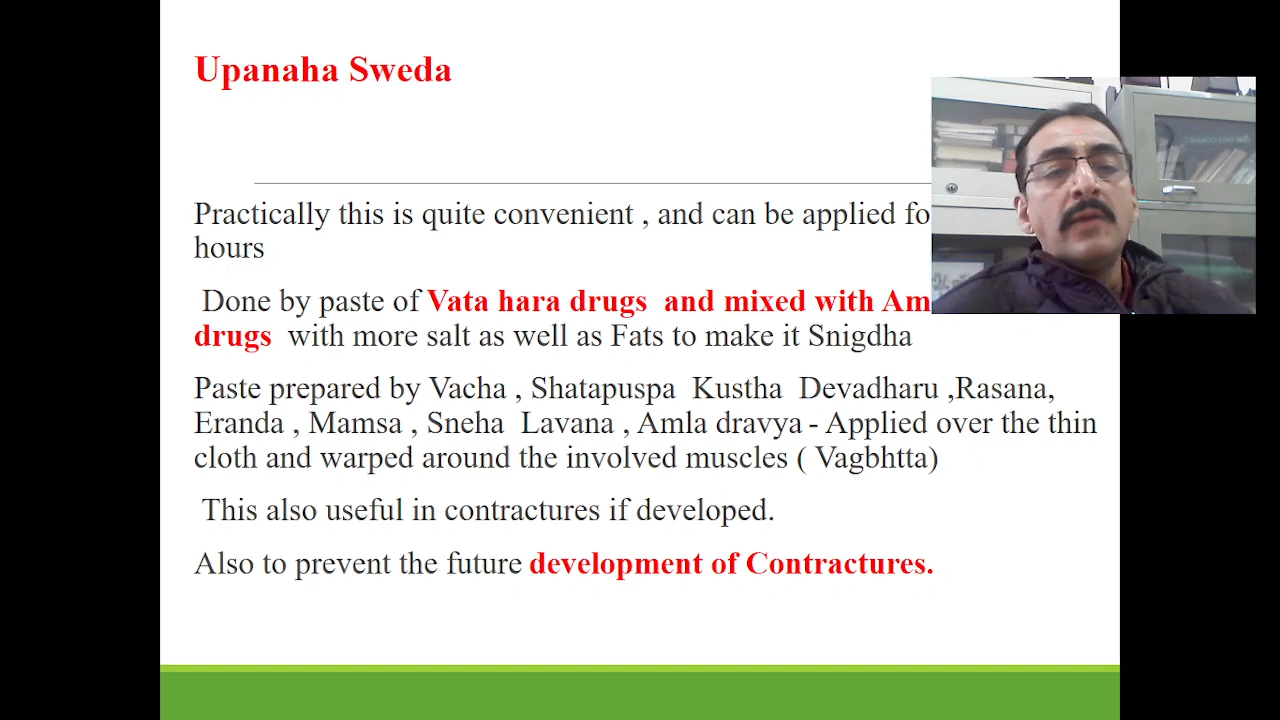 Upanaha Sweda
Practically this is quite convenient , and can be applied
hours
Done by paste of Vata hara drugs and mixed with
drugs with more salt as well as Fats to make it Snigdha
Paste prepared by Vacha , Shatapuspa Kustha Devadharu ,Rasana,
Eranda , Mamsa , Sneha Lavana , Amla dravya - Applied over the thin
cloth and warped around the involved muscles ( Vagbhtta)
This also useful in contractures if developed.
Also to prevent the future development of Contractures.